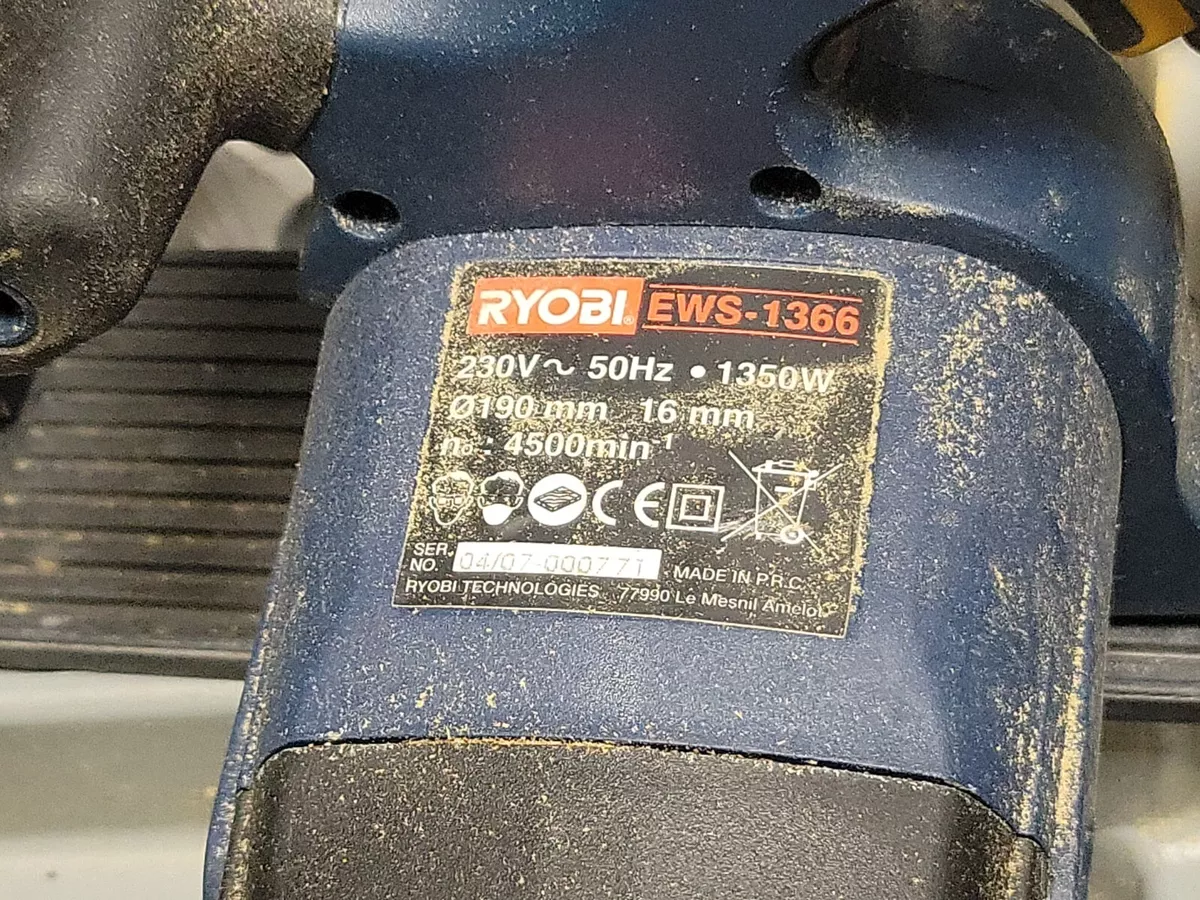 RYOBI® EWS-1366
230V ~ 50Hz • 1350W
Ø190 mm 16 mm
n₀ : 4500min⁻¹
CE
SER. NO. 04/07-000771 MADE IN P.R.C.
RYOBI TECHNOLOGIES 77990 Le Mesnil Amelot